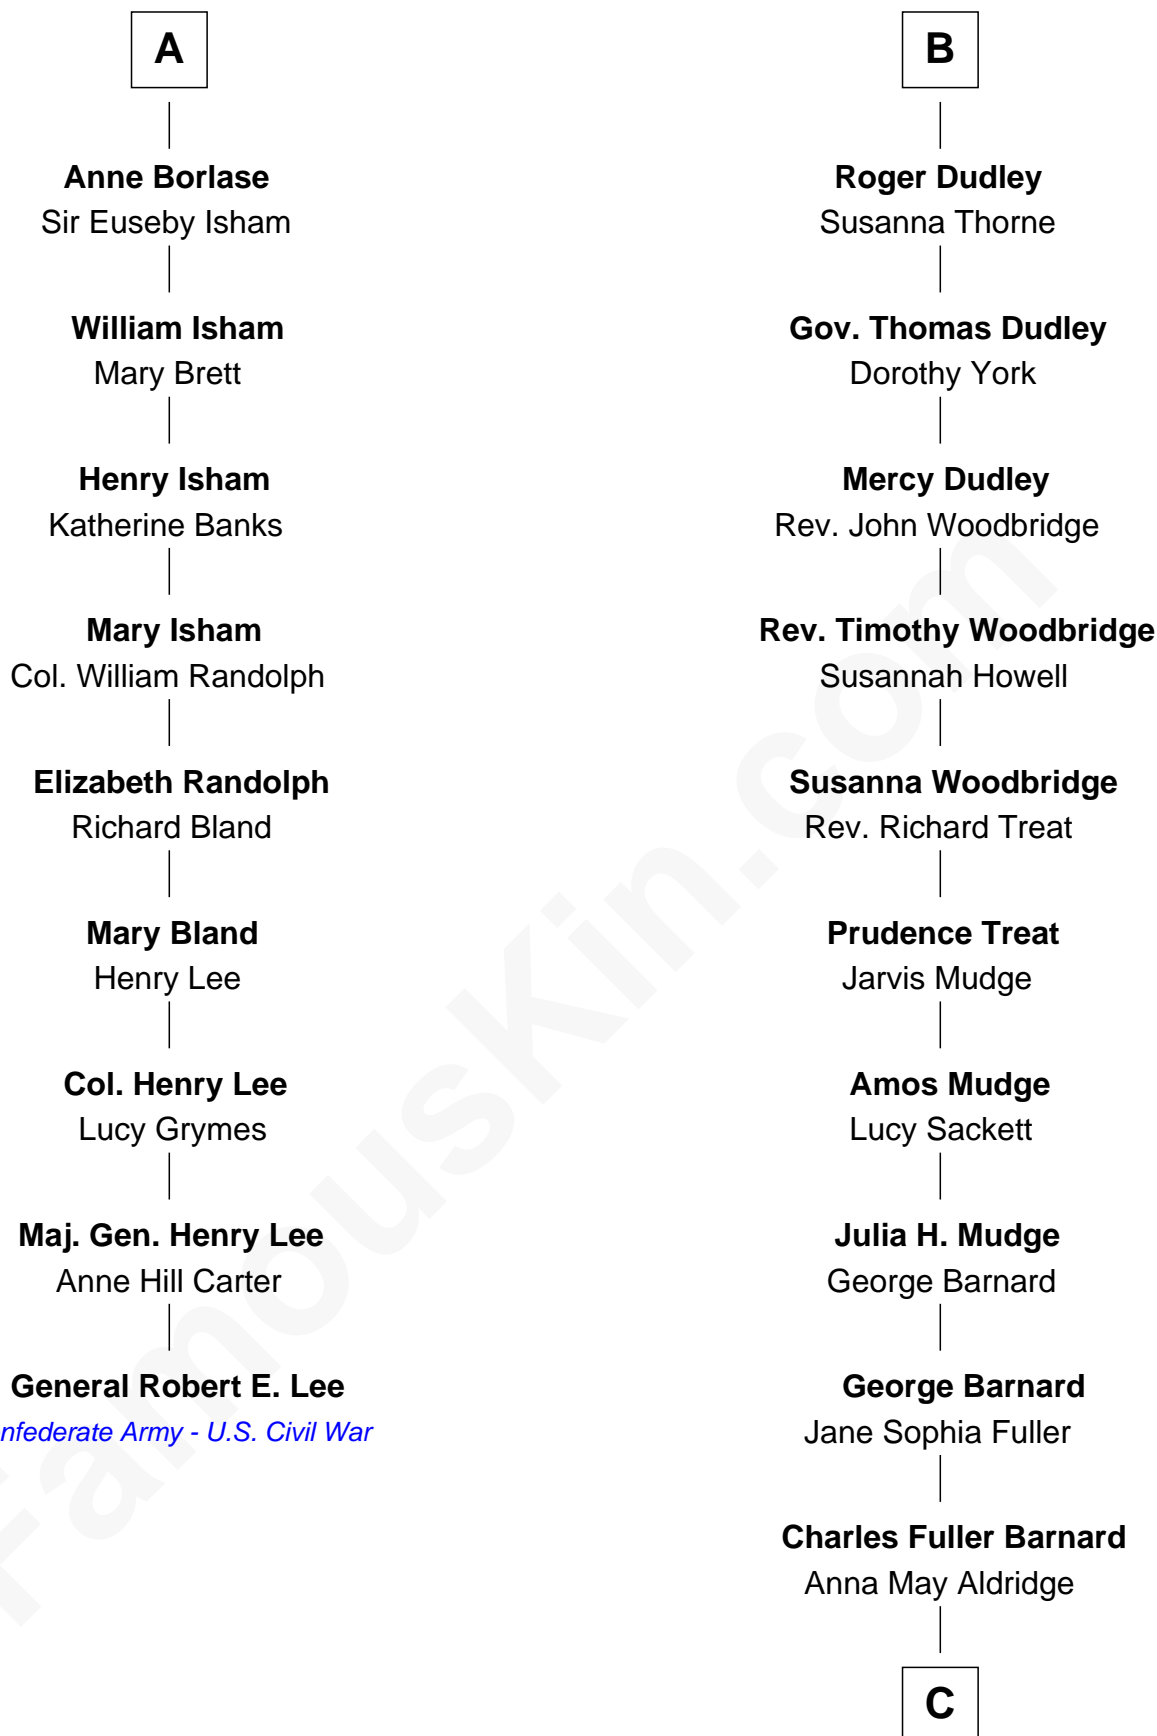 A
Anne Borlase
Sir Euseby Isham
William Isham
Mary Brett
Henry Isham
Katherine Banks
Mary Isham
Col. William Randolph
Elizabeth Randolph
Richard Bland
Mary Bland
Henry Lee
Col. Henry Lee
Lucy Grymes
Maj. Gen. Henry Lee
Anne Hill Carter
General Robert E. Lee
nfederate Army - U.S. Civil War
B
Roger Dudley
Susanna Thorne
Gov. Thomas Dudley
Dorothy York
Mercy Dudley
Rev. John Woodbridge
Rev. Timothy Woodbridge
Susannah Howell
Susanna Woodbridge
Rev. Richard Treat
Prudence Treat
Jarvis Mudge
Amos Mudge
Lucy Sackett
Julia H. Mudge
George Barnard
George Barnard
Jane Sophia Fuller
Charles Fuller Barnard
Anna May Aldridge
C
FamousKin.com